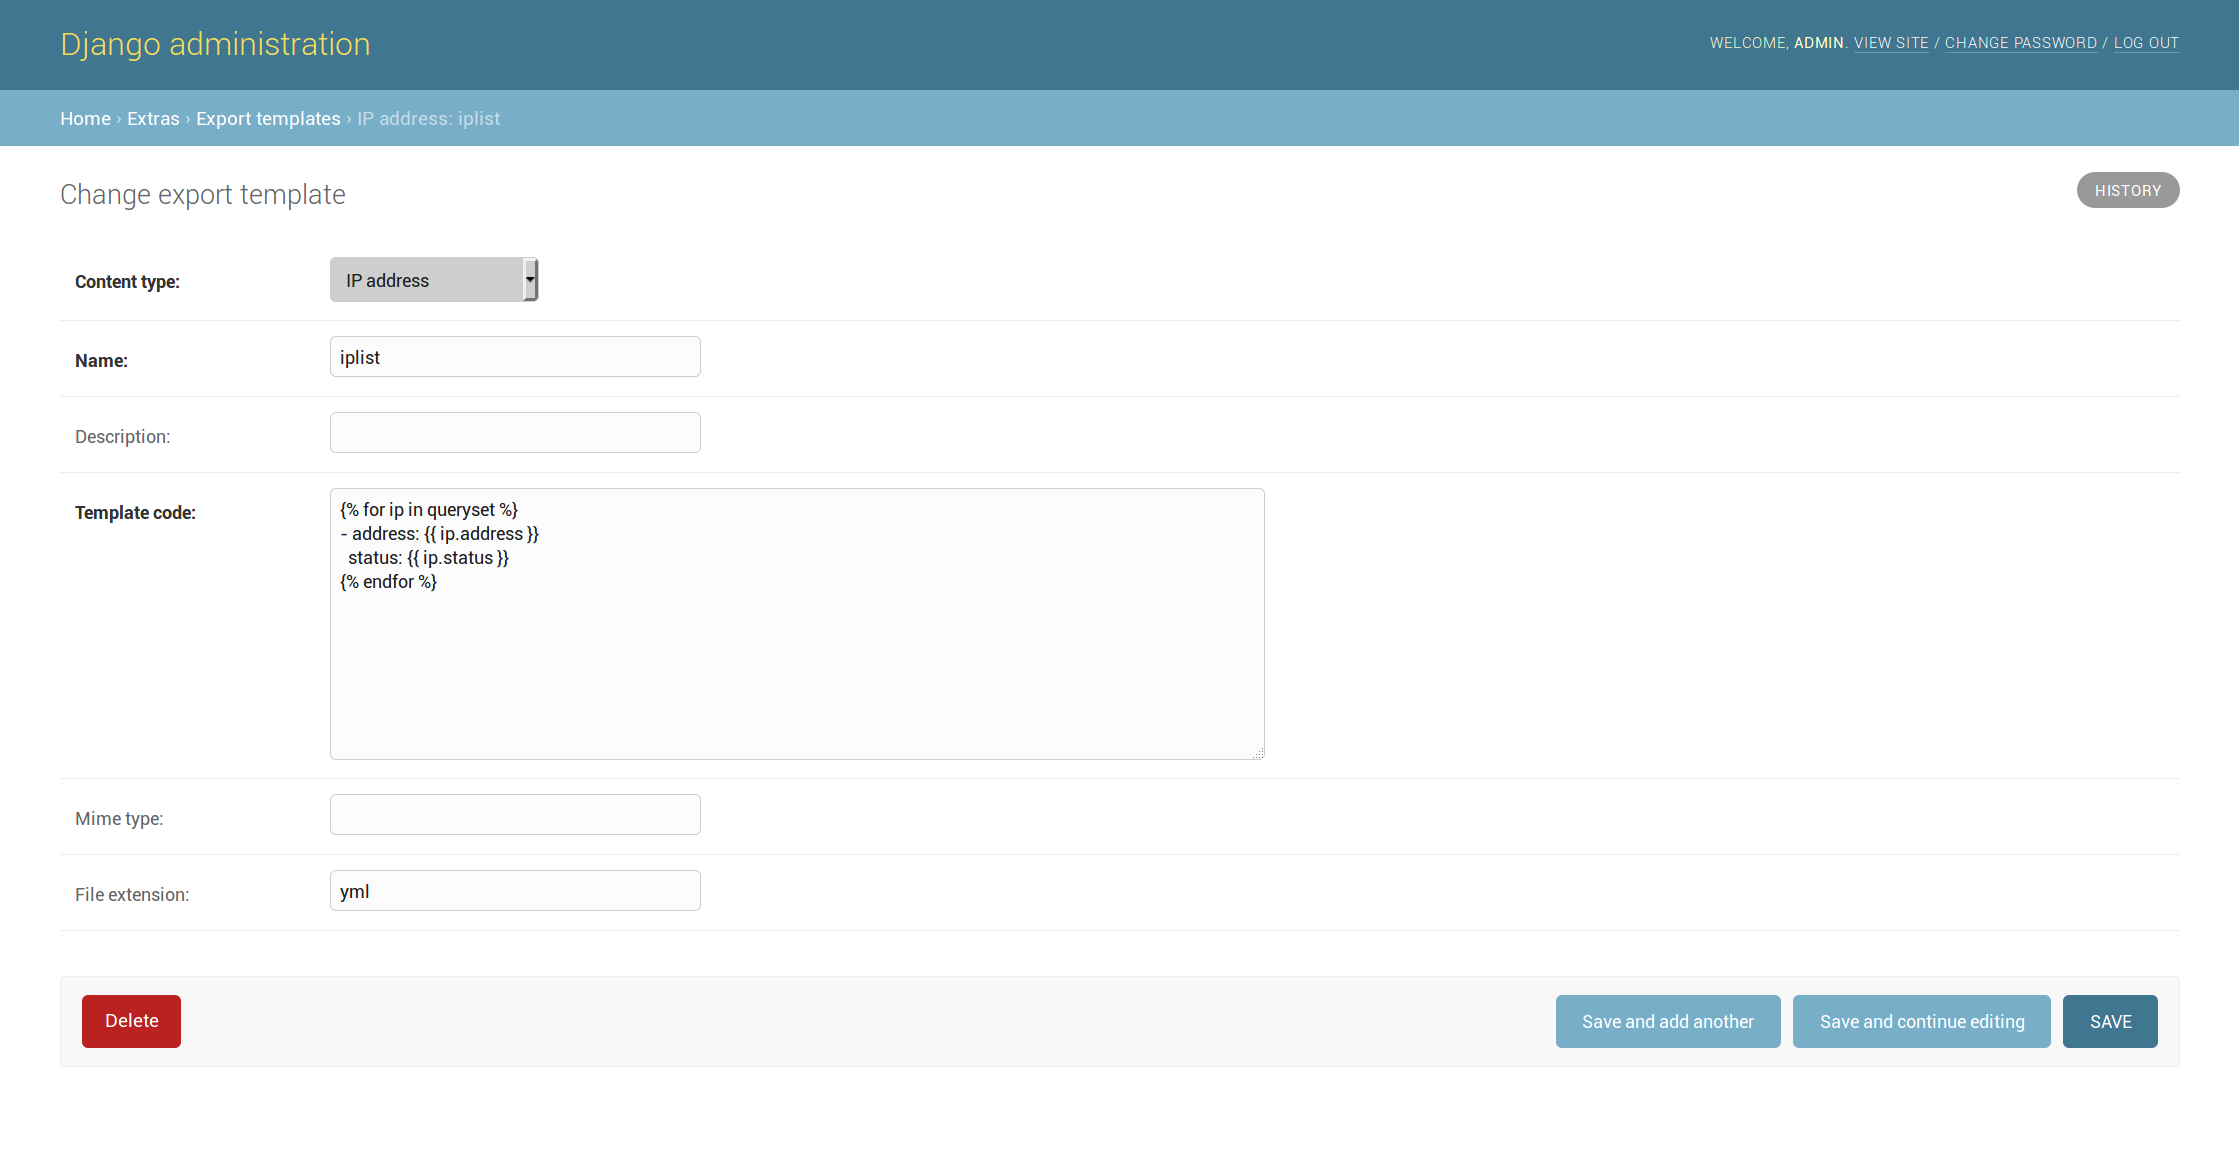 Django administration
WELCOME, ADMIN. VIEW SITE / CHANGE PASSWORD / LOG OUT
Home › Extras › Export templates › IP address: iplist
Change export template
HISTORY
Content type:
IP address
Name:
iplist
Description:
Template code:
{% for ip in queryset %}
- address: {{ ip.address }}
  status: {{ ip.status }}
{% endfor %}
Mime type:
File extension:
yml
Delete
Save and add another
Save and continue editing
SAVE